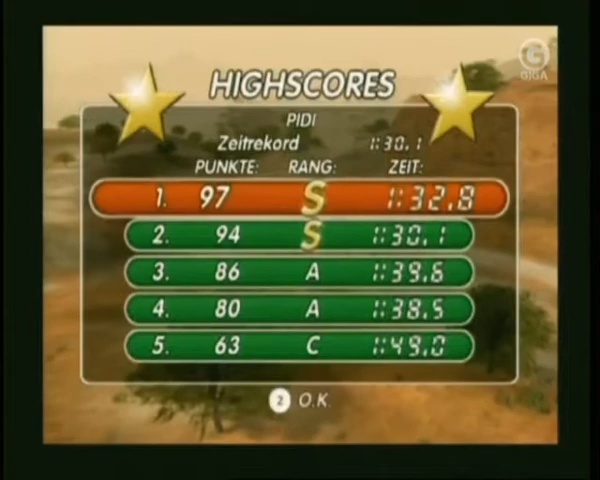 GIGA
HIGHSCORES
PIDI
Zeitrekord 1:30.1
PUNKTE: RANG: ZEIT:
1. 97 S 1:32.8
2. 94 S 1:30.1
3. 86 A 1:39.6
4. 80 A 1:38.5
5. 63 C 1:49.0
2 O.K.